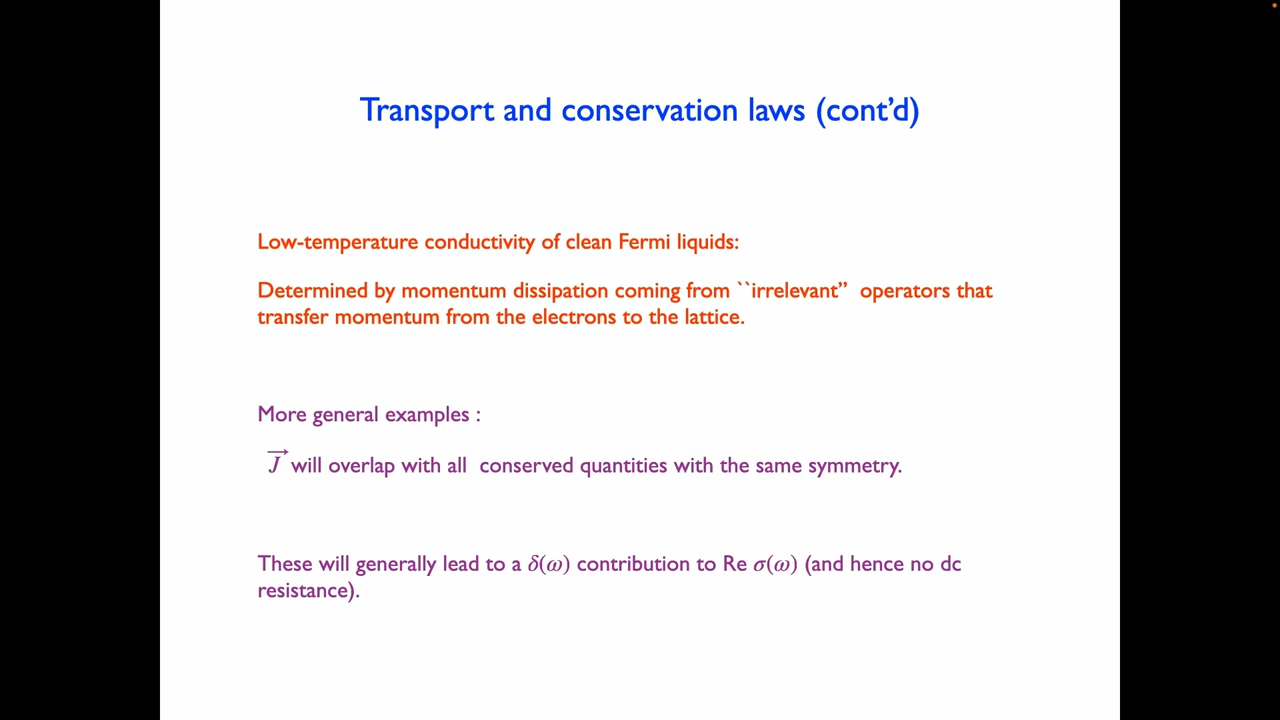 Transport and conservation laws (cont’d)
Low-temperature conductivity of clean Fermi liquids:
Determined by momentum dissipation coming from ``irrelevant” operators that
transfer momentum from the electrons to the lattice.
More general examples :
$\overrightarrow{J}$ will overlap with all conserved quantities with the same symmetry.
These will generally lead to a δ(ω) contribution to Re σ(ω) (and hence no dc
resistance).